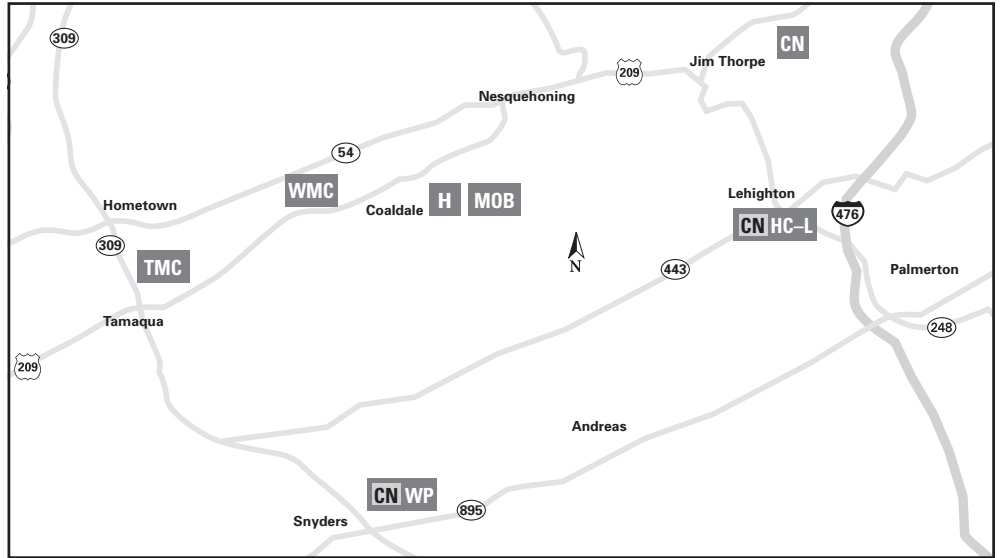 309
CN
Jim Thorpe
209
Nesquehoning
54
WMC
Lehighton
Hometown
Coaldale
H
MOB
476
CN HC–L
309
TMC
443
Palmerton
N
Tamaqua
248
209
Andreas
CN WP
895
Snyders